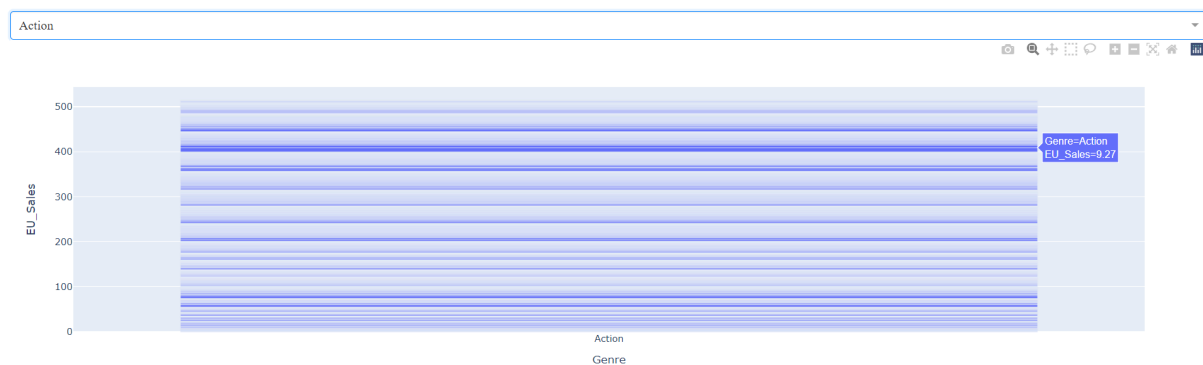 Action
500
400
300
200
100
0
EU_Sales
Genre=Action
EU_Sales=9.27
Action
Genre